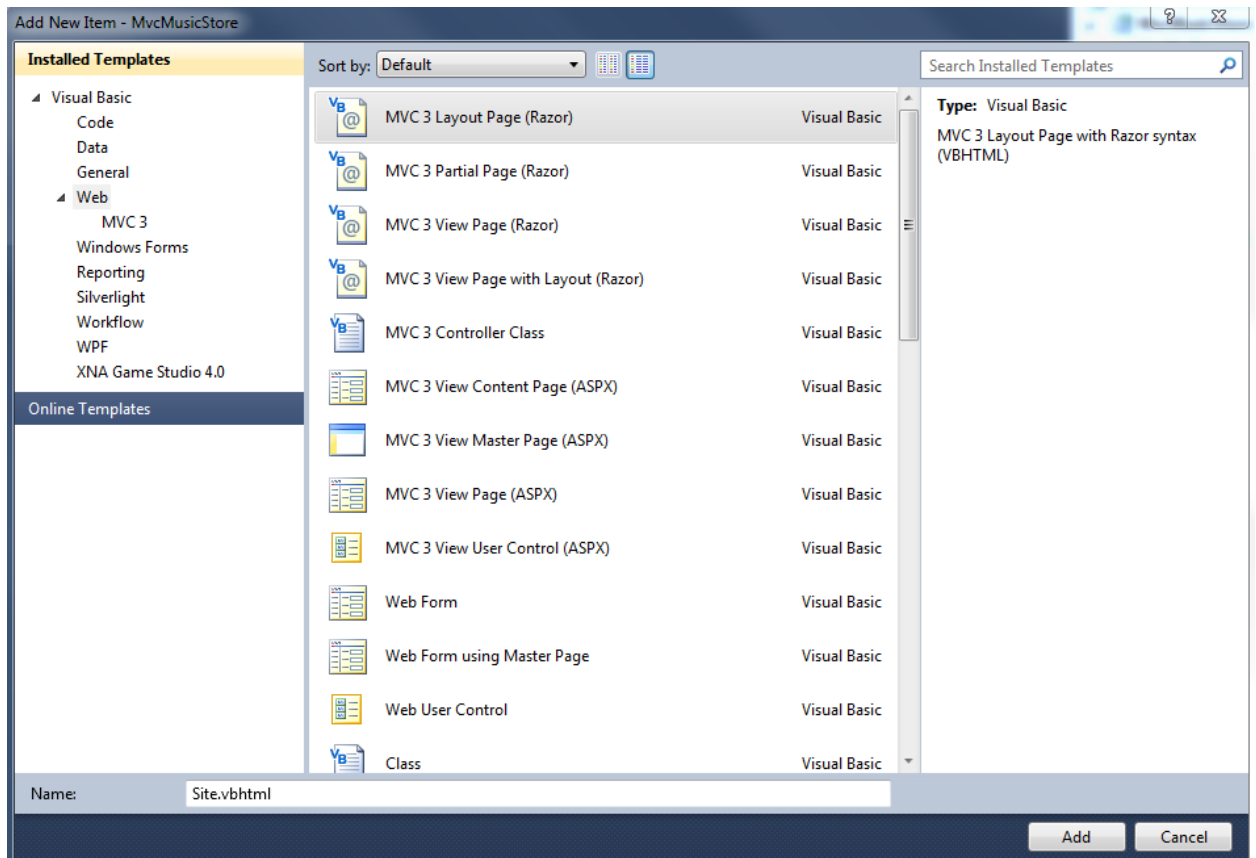 Add New Item - MvcMusicStore
Installed Templates
Visual Basic
Code
Data
General
Web
MVC 3
Windows Forms
Reporting
Silverlight
Workflow
WPF
XNA Game Studio 4.0
Online Templates
Sort by: Default
MVC 3 Layout Page (Razor) Visual Basic
MVC 3 Partial Page (Razor) Visual Basic
MVC 3 View Page (Razor) Visual Basic
MVC 3 View Page with Layout (Razor) Visual Basic
MVC 3 Controller Class Visual Basic
MVC 3 View Content Page (ASPX) Visual Basic
MVC 3 View Master Page (ASPX) Visual Basic
MVC 3 View Page (ASPX) Visual Basic
MVC 3 View User Control (ASPX) Visual Basic
Web Form Visual Basic
Web Form using Master Page Visual Basic
Web User Control Visual Basic
Class Visual Basic
Search Installed Templates
Type: Visual Basic
MVC 3 Layout Page with Razor syntax
(VBHTML)
Name: Site.vbhtml
Add Cancel